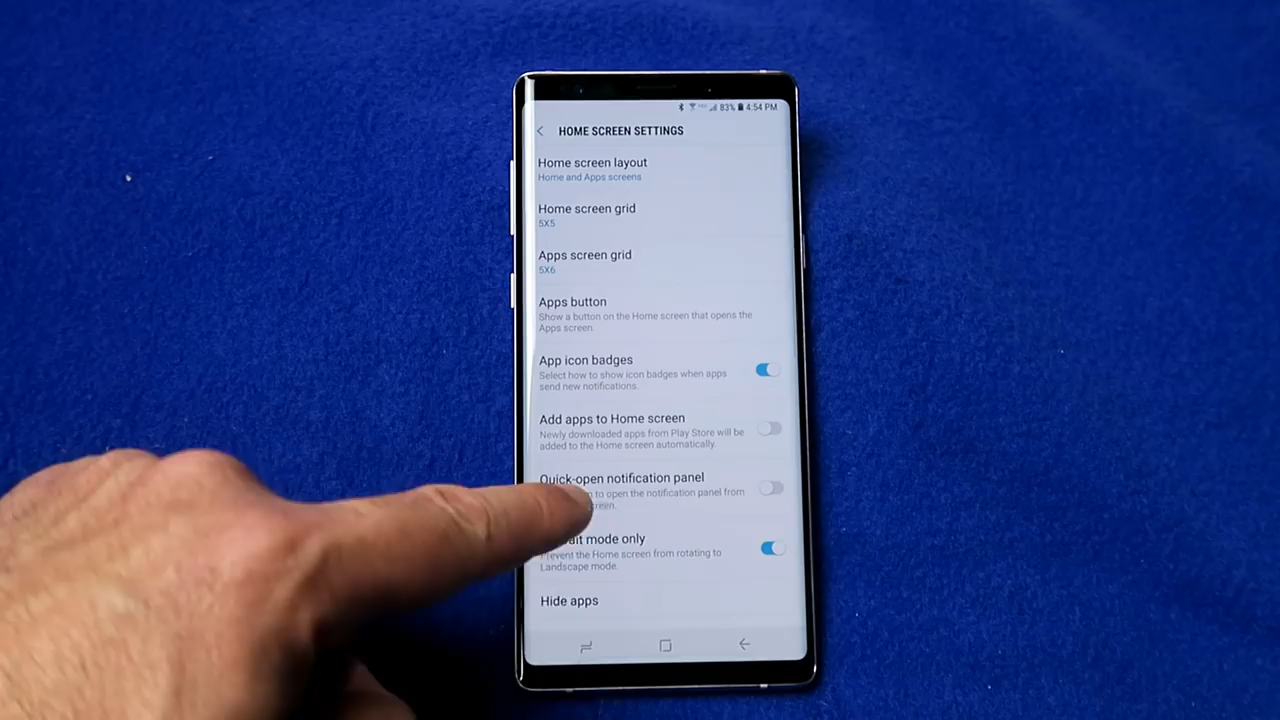 83% 4:54 PM
HOME SCREEN SETTINGS
Home screen layout
Home and Apps screens
Home screen grid
5X5
Apps screen grid
5X6
Apps button
Show a button on the Home screen that opens the
Apps screen.
App icon badges
Select how to show icon badges when apps
send new notifications.
Add apps to Home screen
Newly downloaded apps from Play Store will be
added to the Home screen automatically.
Quick-open notification panel
to open the notification panel from
mode only
Prevent the Home screen from rotating to
Landscape mode.
Hide apps